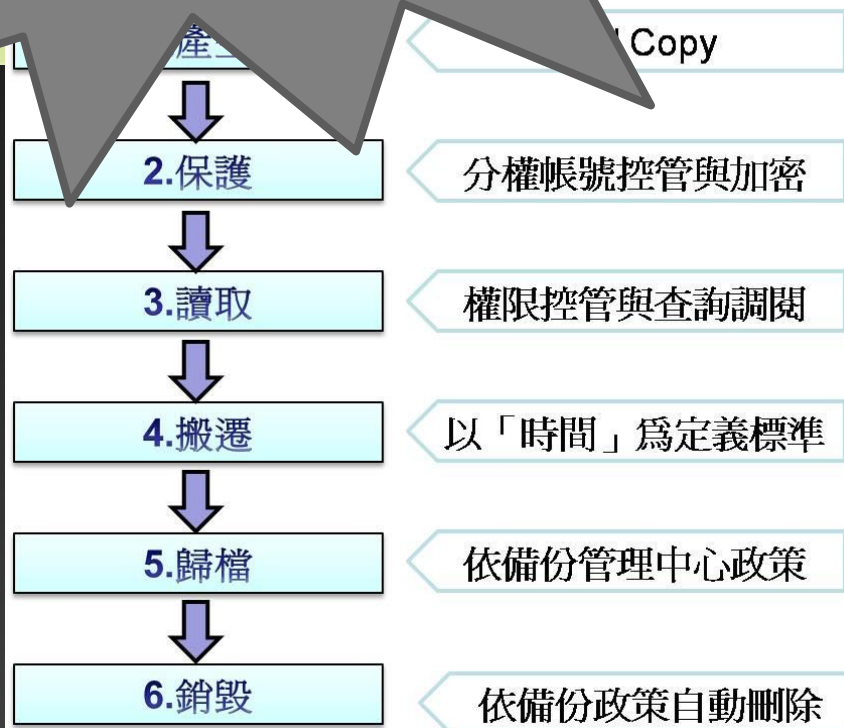 產
Copy
2.保護
分權帳號控管與加密
3.讀取
權限控管與查詢調閱
4.搬遷
以「時間」為定義標準
5.歸檔
依備份管理中心政策
6.銷毀
依備份政策自動刪除